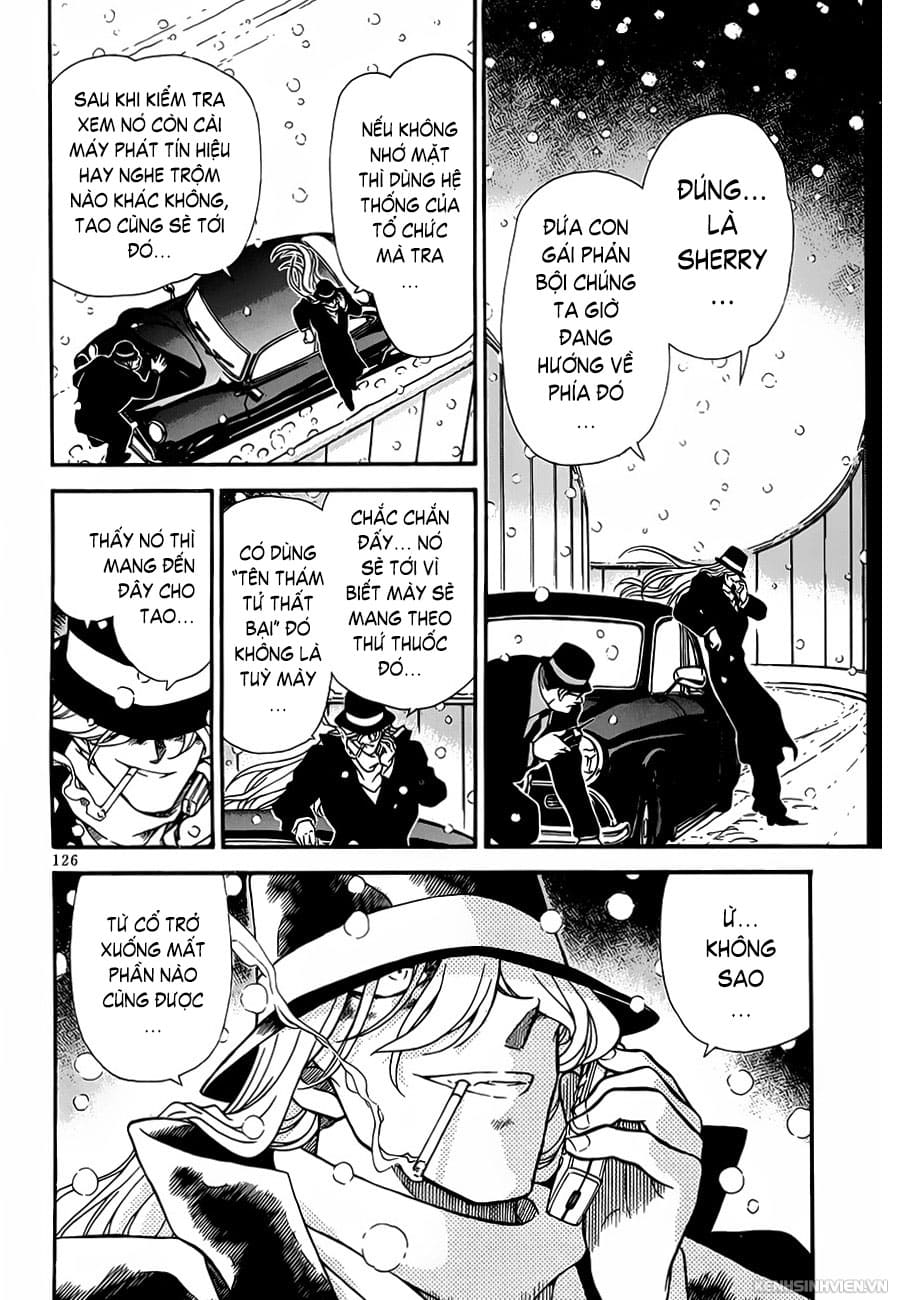 ĐÚNG...
LÀ
SHERRY
...
ĐỨA CON
GÁI PHẢN
BỘI CHÚNG
TA GIỜ
ĐANG
HƯỚNG VỀ
PHÍA ĐÓ
...
NẾU KHÔNG
NHỚ MẶT
THÌ DÙNG HỆ
THỐNG CỦA
TỔ CHỨC
MÀ TRA
...
SAU KHI KIỂM TRA
XEM NÓ CÒN CÀI
MÁY PHÁT TÍN HIỆU
HAY NGHE TRỘM
NÀO KHÁC KHÔNG,
TAO CŨNG SẼ TỚI
ĐÓ...
CHẮC CHẮN
ĐẤY... NÓ
SẼ TỚI VÌ
BIẾT MÀY SẼ
MANG THEO
THỨ THUỐC
ĐÓ...
CÓ DÙNG
"TÊN THÁM
TỬ THẤT
BẠI" ĐÓ
KHÔNG LÀ
TUỲ MÀY
THẤY NÓ THÌ
MANG ĐẾN
ĐÂY CHO
TAO...
126
Ừ...
KHÔNG
SAO
...
TỪ CỔ TRỞ
XUỐNG MẤT
PHẦN NÀO
CŨNG ĐƯỢC
...
KENHSINHVIEN.VN